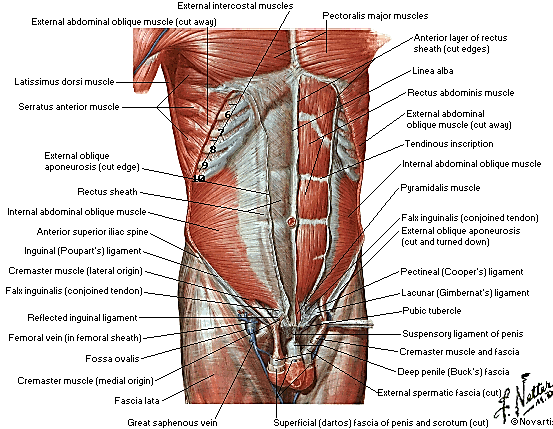 External intercostal muscles
External abdominal oblique muscle (cut away)
Pectoralis major muscles
Anterior layer of rectus
sheath (cut edges)
Linea alba
Latissimus dorsi muscle
Rectus abdominis muscle
Serratus anterior muscle
External abdominal
oblique muscle (cut away)
6
7
8
9
10
Tendinous inscription
External oblique
aponeurosis (cut edge)
Internal abdominal oblique muscle
Rectus sheath
Pyramidalis muscle
Internal abdominal oblique muscle
Falx inguinalis (conjoined tendon)
Anterior superior iliac spine
External oblique aponeurosis
(cut and turned down)
Inguinal (Poupart's) ligament
Cremaster muscle (lateral origin)
Pectineal (Cooper's) ligament
Falx inguinalis (conjoined tendon)
Lacunar (Gimbernat's) ligament
Pubic tubercle
Reflected inguinal ligament
Suspensory ligament of penis
Femoral vein (in femoral sheath)
Cremaster muscle and fascia
Fossa ovalis
Deep penile (Buck's) fascia
Cremaster muscle (medial origin)
External spermatic fascia (cut)
Fascia lata
Great saphenous vein
Superficial (dartos) fascia of penis and scrotum (cut)
F. Netter
M.D.
© Novarti